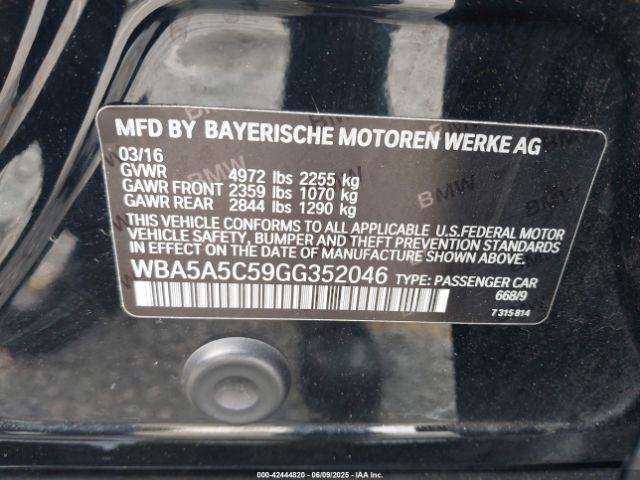 MFD BY BAYERISCHE MOTOREN WERKE AG
03/16
GVWR 4972 lbs 2255 kg
GAWR FRONT 2359 lbs 1070 kg
GAWR REAR 2844 lbs 1290 kg
THIS VEHICLE CONFORMS TO ALL APPLICABLE U.S.FEDERAL MOTOR
VEHICLE SAFETY, BUMPER AND THEFT PREVENTION STANDARDS
IN EFFECT ON THE DATE OF MANUFACTURE SHOWN ABOVE.
WBA5A5C59GG352046 TYPE: PASSENGER CAR
668/9
7 315 814
000-42444820 06/09/2025 IAAI.com